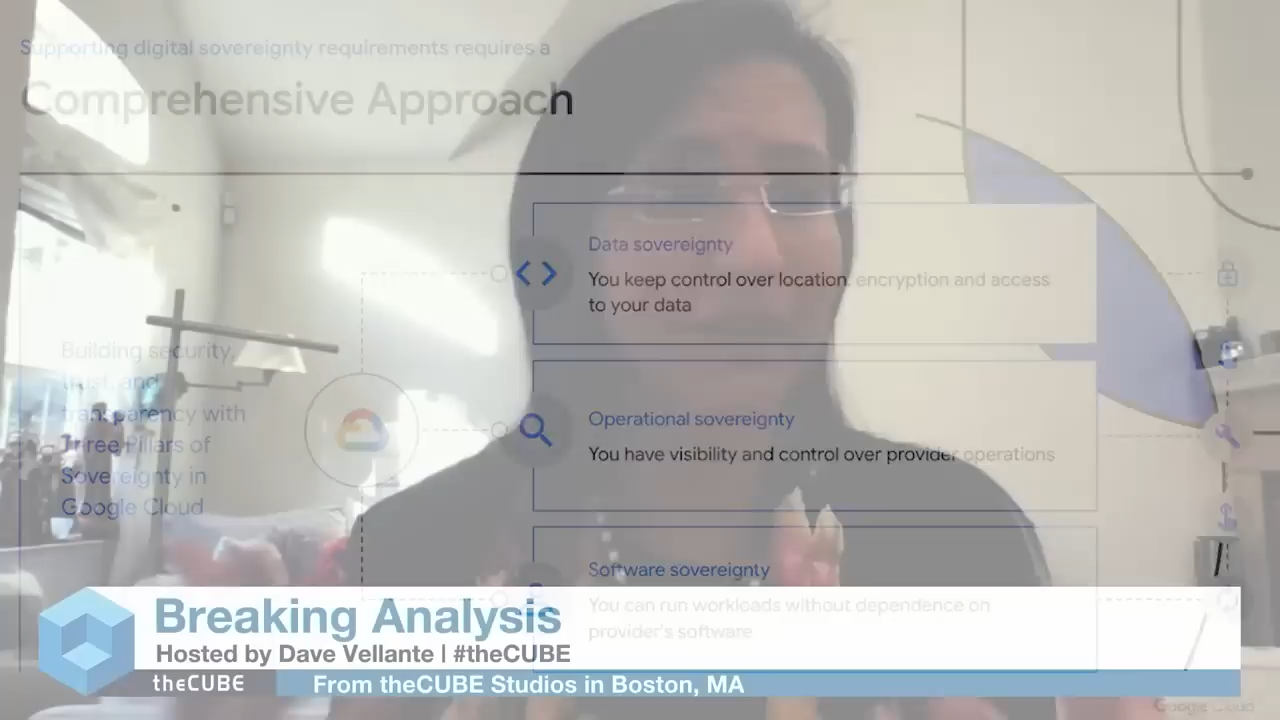 Supporting digital sovereignty requirements requires a
Comprehensive Approach
Building security,
trust, and
transparency with
Three Pillars of
Sovereignty in
Google Cloud
Data sovereignty
You keep control over location, encryption and access
to your data
Operational sovereignty
You have visibility and control over provider operations
Software sovereignty
You can run workloads without dependence on
provider's software
Breaking Analysis
Hosted by Dave Vellante | #theCUBE
theCUBE
From theCUBE Studios in Boston, MA
Google Cloud